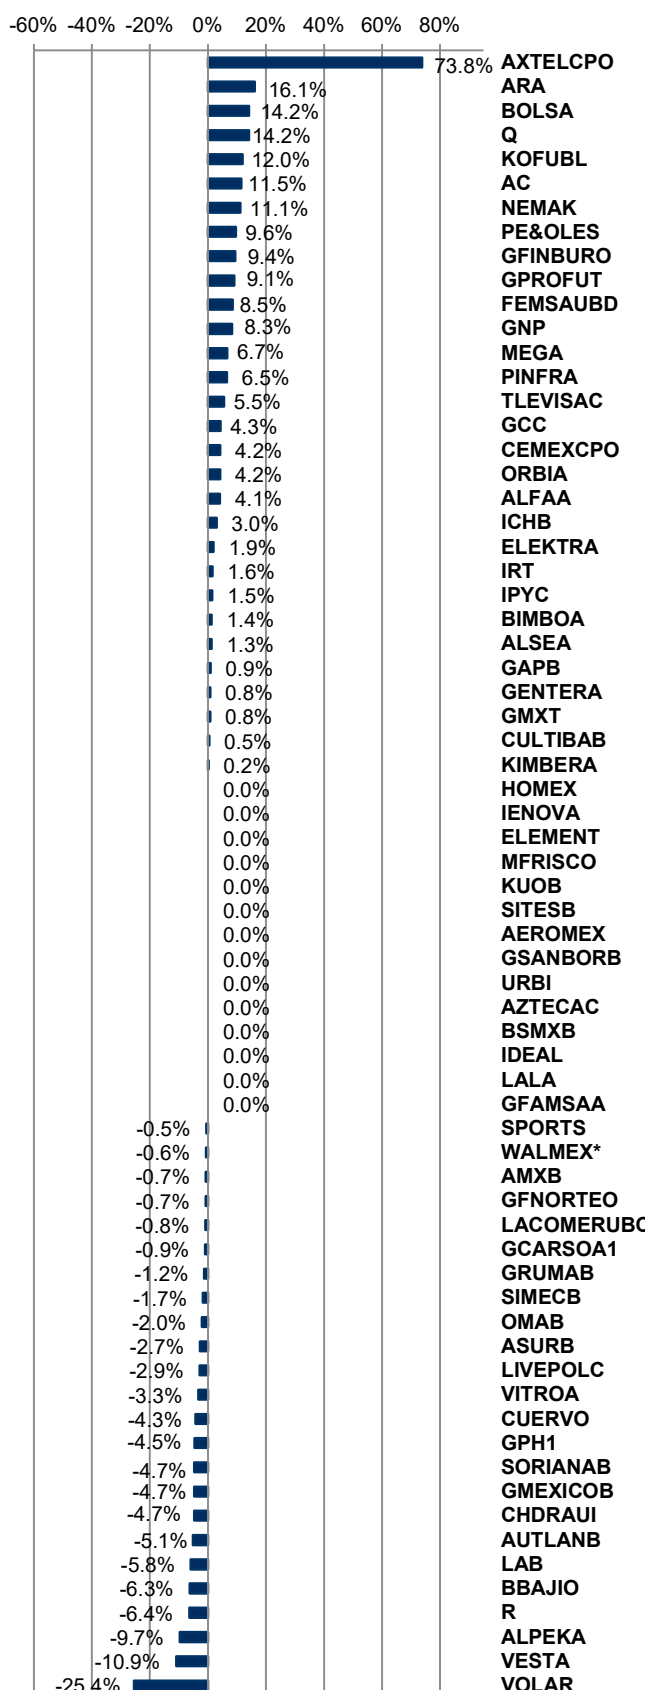 -60% -40% -20% 0% 20% 40% 60% 80%
73.8% AXTELCPO
16.1% ARA
14.2% BOLSA
14.2% Q
12.0% KOFUBL
11.5% AC
11.1% NEMAK
9.6% PE&OLES
9.4% GFINBURO
9.1% GPROFUT
8.5% FEMSAUBD
8.3% GNP
6.7% MEGA
6.5% PINFRA
5.5% TLEVISAC
4.3% GCC
4.2% CEMEXCPO
4.2% ORBIA
4.1% ALFAA
3.0% ICHB
1.9% ELEKTRA
1.6% IRT
1.5% IPYC
1.4% BIMBOA
1.3% ALSEA
0.9% GAPB
0.8% GENTERA
0.8% GMXT
0.5% CULTIBAB
0.2% KIMBERA
0.0% HOMEX
0.0% IENOVA
0.0% ELEMENT
0.0% MFRISCO
0.0% KUOB
0.0% SITESB
0.0% AEROMEX
0.0% GSANBORB
0.0% URBI
0.0% AZTECAC
0.0% BSMXB
0.0% IDEAL
0.0% LALA
0.0% GFAMSAA
-0.5% SPORTS
-0.6% WALMEX*
-0.7% AMXB
-0.7% GFNORTEO
-0.8% LACOMERUBC
-0.9% GCARSOA1
-1.2% GRUMAB
-1.7% SIMECB
-2.0% OMAB
-2.7% ASURB
-2.9% LIVEPOLC
-3.3% VITROA
-4.3% CUERVO
-4.5% GPH1
-4.7% SORIANAB
-4.7% GMEXICOB
-4.7% CHDRAUI
-5.1% AUTLANB
-5.8% LAB
-6.3% BBAJIO
-6.4% R
-9.7% ALPEKA
-10.9% VESTA
-25.4% VOLAR